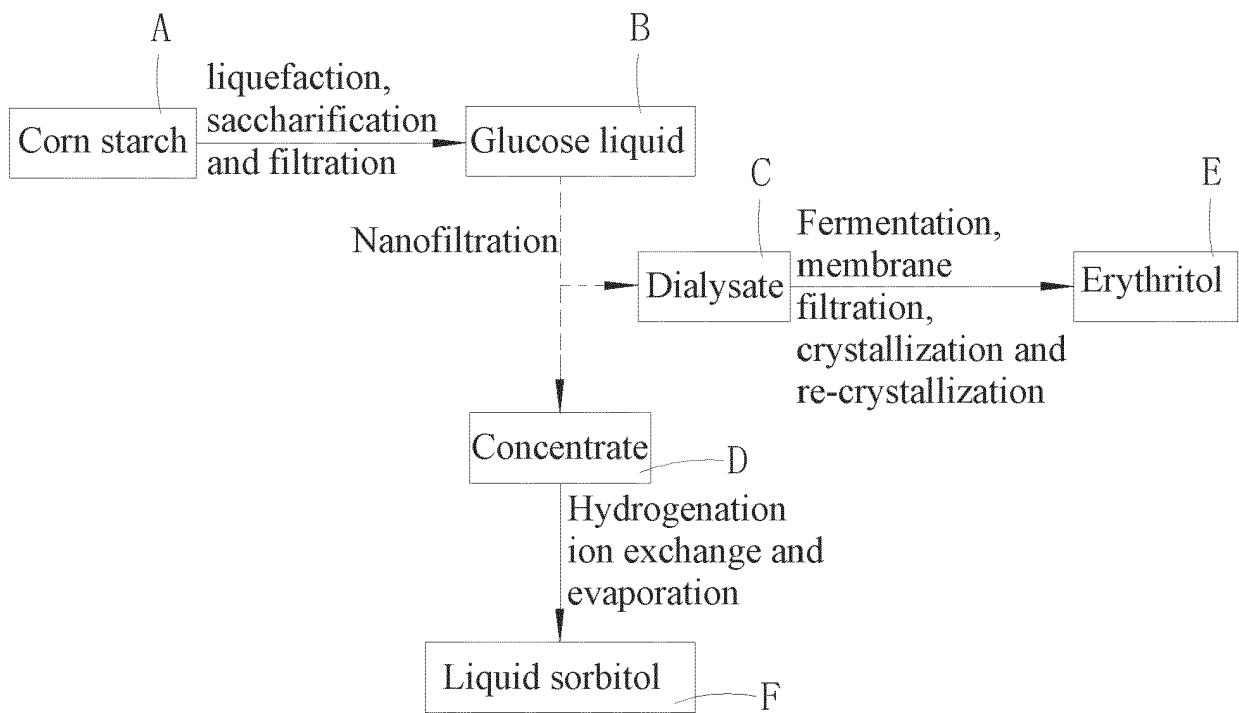 A
B
liquefaction,
saccharification
and filtration
Corn starch
Glucose liquid
C
E
Nanofiltration
Dialysate
Fermentation,
membrane
filtration,
crystallization and
re-crystallization
Erythritol
Concentrate
D
Hydrogenation
ion exchange and
evaporation
Liquid sorbitol
F